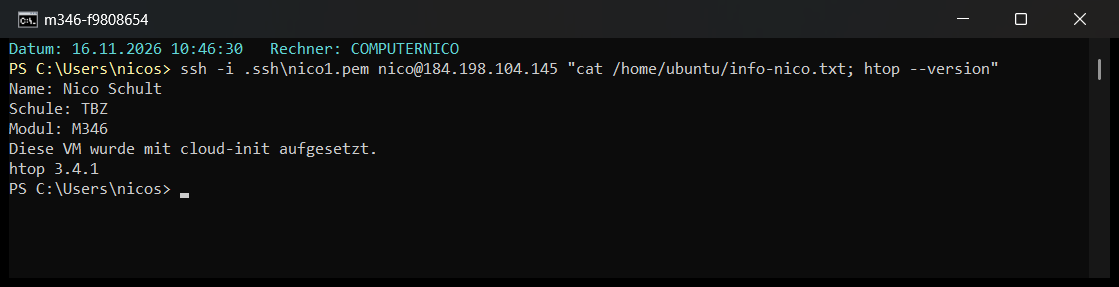 m346-f9808654
Datum: 16.11.2026 10:46:30   Rechner: COMPUTERNICO
PS C:\Users\nicos> ssh -i .ssh\nico1.pem nico@184.198.104.145 "cat /home/ubuntu/info-nico.txt; htop --version"
Name: Nico Schult
Schule: TBZ
Modul: M346
Diese VM wurde mit cloud-init aufgesetzt.
htop 3.4.1
PS C:\Users\nicos>